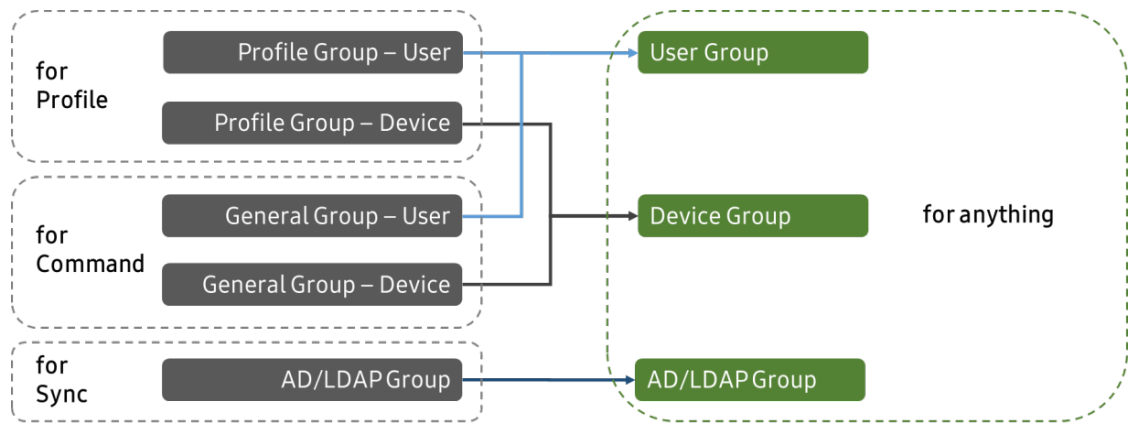 for
Profile
Profile Group – User
Profile Group – Device
for
Command
General Group – User
General Group – Device
for
Sync
AD/LDAP Group
User Group
Device Group
AD/LDAP Group
for anything